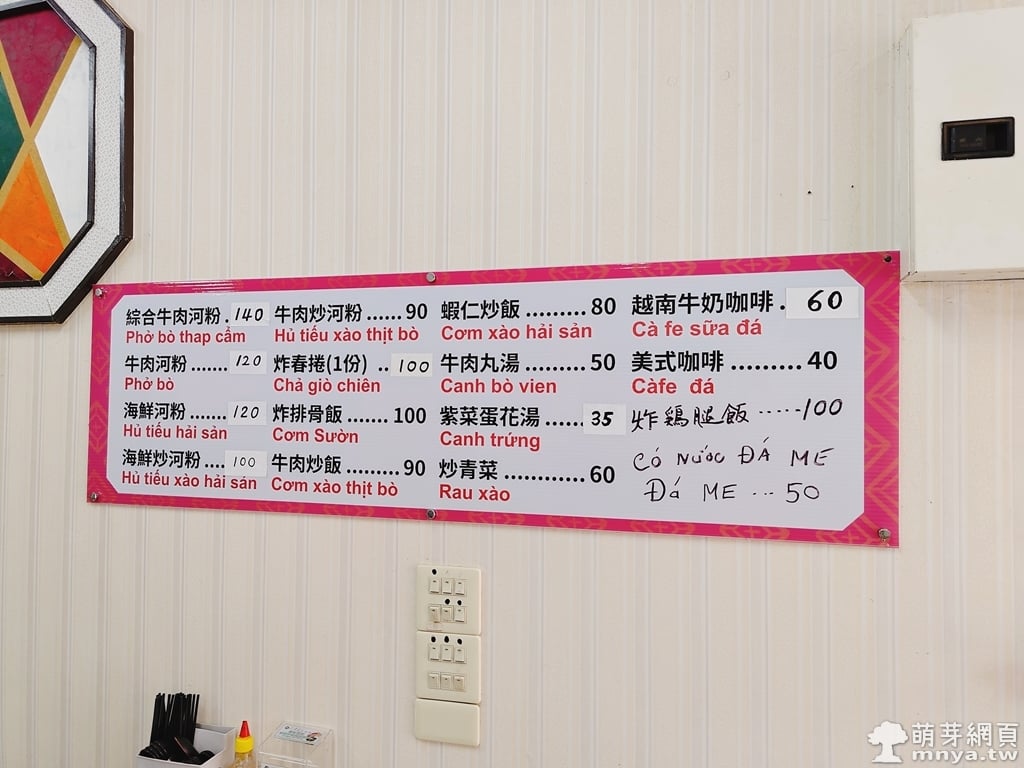 綜合牛肉河粉.140
Phở bò thap cẩm
牛肉河粉.......120
Phở bò
海鮮河粉.......120
Hủ tiếu hải sản
海鮮炒河粉....100
Hủ tiếu xào hải sán
牛肉炒河粉......90
Hủ tiếu xào thịt bò
炸春捲(1份) ..100
Chả giò chiên
炸排骨飯........100
Cơm Sườn
牛肉炒飯..........90
Cơm xào thịt bò
蝦仁炒飯..........80
Cơm xào hải sản
牛肉丸湯..........50
Canh bò vien
紫菜蛋花湯......35
Canh trứng
炒青菜.............60
Rau xào
越南牛奶咖啡.60
Cà fe sữa đá
美式咖啡.........40
Càfe đá
炸鷄腿飯·····100
CÓ NƯỚC ĐÁ ME
Đá ME...50
萌芽網頁
mnya.tw